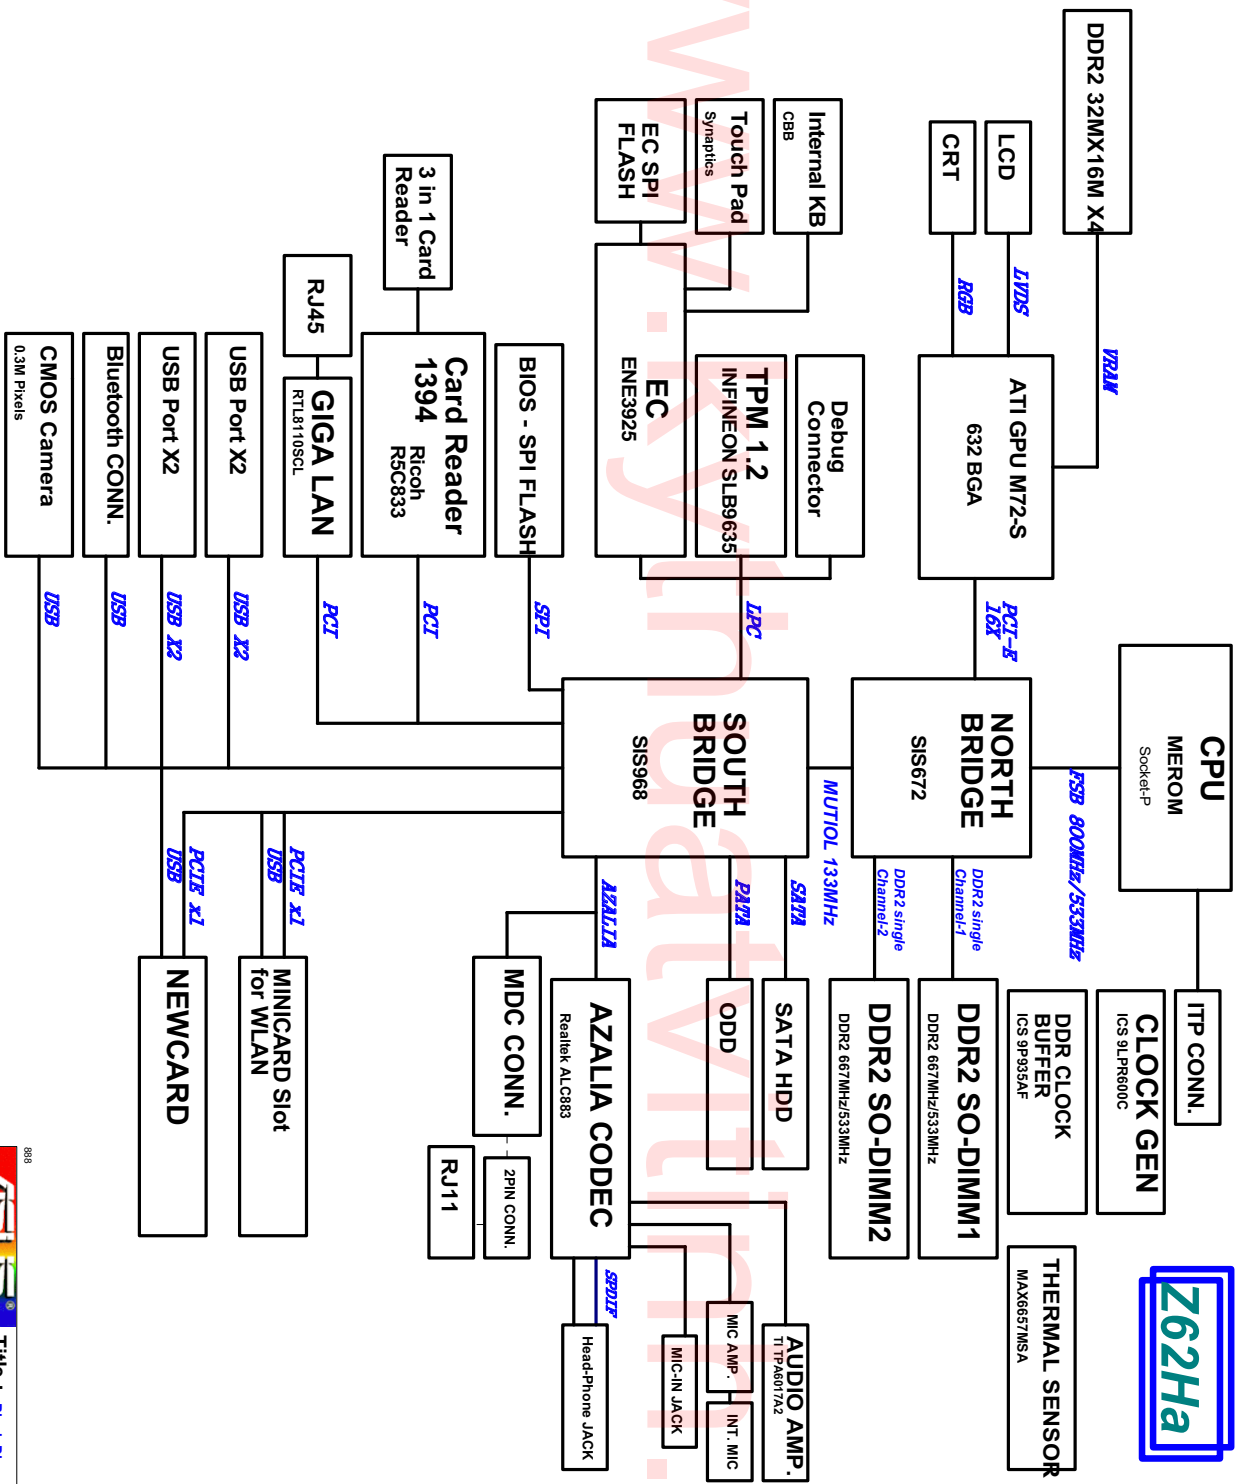 Z62Ha
CPU
MEROM
Socket-P
ITP CONN.
CLOCK GEN
ICS 9LPR600C
DDR CLOCK
BUFFER
ICS 9P935AF
THERMAL SENSOR
MAX6657MSA
FSB 800MHz/533MHz
DDR2 32MX16M X4
VRAM
LCD
LVDS
CRT
RGB
ATI GPU M72-S
632 BGA
PCI-E
16X
NORTH
BRIDGE
SIS672
DDR2 single
Channel-1
DDR2 single
Channel-2
DDR2 SO-DIMM1
DDR2 667MHz/533MHz
DDR2 SO-DIMM2
DDR2 667MHz/533MHz
MUTIOL 133MHz
Internal KB
CBB
Touch Pad
Synaptics
EC SPI
FLASH
Debug
Connector
TPM 1.2
INFINEON SLB9635
EC
ENE3925
LPC
SOUTH
BRIDGE
SIS968
SATA
SATA HDD
PATA
ODD
AUDIO AMP.
TI TPA6017A2
MIC AMP.
INT. MIC
MIC-IN JACK
AZALIA
AZALIA CODEC
Realtek ALC883
SPDIF
Head-Phone JACK
MDC CONN.
2PIN CONN.
RJ11
BIOS - SPI FLASH
SPI
3 in 1 Card
Reader
Card Reader
1394
Ricoh
R5C833
PCI
RJ45
GIGA LAN
RTL8110SCL
PCI
USB Port X2
USB X2
USB Port X2
USB X2
Bluetooth CONN.
USB
CMOS Camera
0.3M Pixels
USB
PCIE x1
USB
MINICARD Slot
for WLAN
PCIE x1
USB
NEWCARD
888
www.kythuatvitinh.